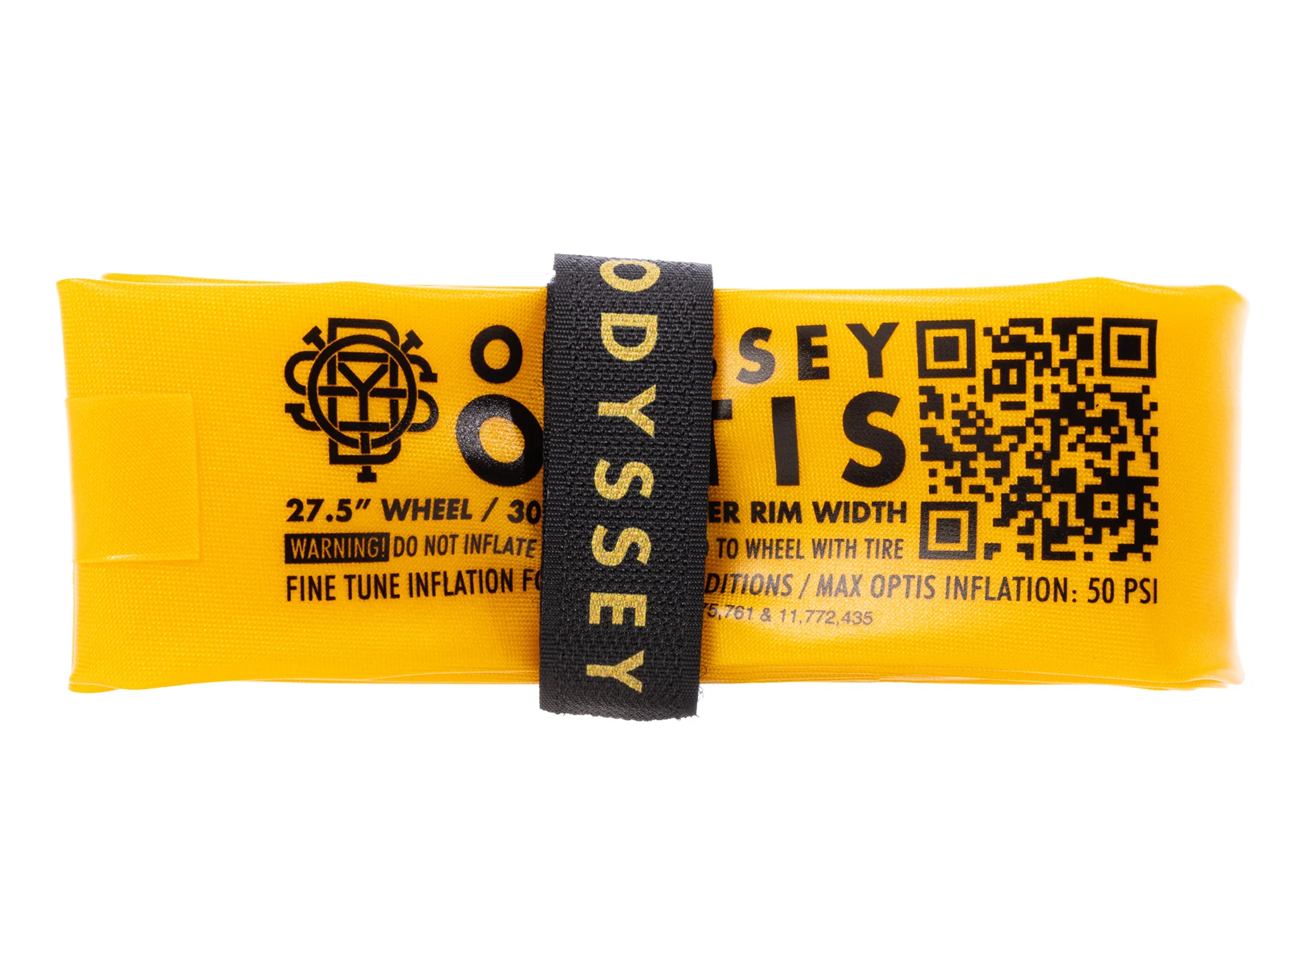 ODYSSEY
O SEY
O TIS
27.5" WHEEL / 30 ER RIM WIDTH
WARNING! DO NOT INFLATE TO WHEEL WITH TIRE
FINE TUNE INFLATION FO DITIONS / MAX OPTIS INFLATION: 50 PSI
75,761 & 11,772,435